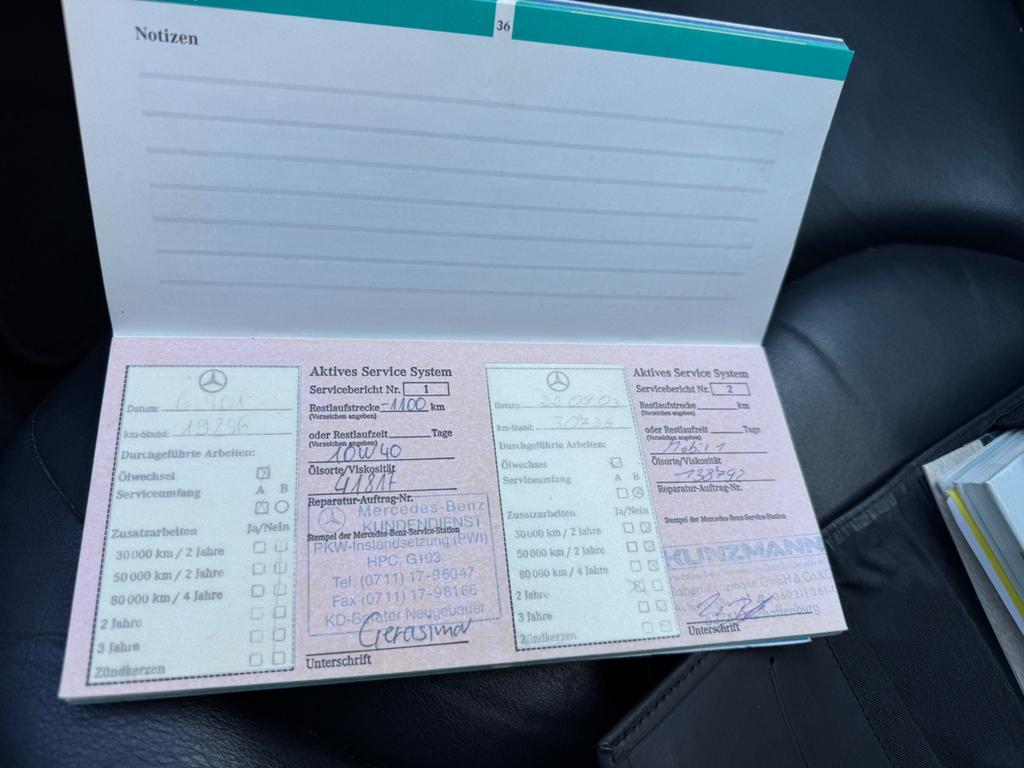 36
Notizen
Datum:
km-Stand: 19296
Durchgeführte Arbeiten:
Ölwechsel
Serviceumfang A B
Zusatzarbeiten Ja/Nein
30 000 km / 2 Jahre
50 000 km / 2 Jahre
80 000 km / 4 Jahre
2 Jahre
3 Jahre
Zündkerzen
Aktives Service System
Servicebericht Nr. 1
Restlaufstrecke -1100 km
(Vorzeichen angeben)
oder Restlaufzeit Tage
(Vorzeichen angeben)
10W40
Ölsorte/Viskosität
Reparatur-Auftrag-Nr.
Mercedes-Benz
KUNDENDIENST
Stempel der Mercedes-Benz-Service-Station
PKW-Instandsetzung (PWI)
HPC: G103
Tel. (0711) 17-96047
Fax (0711) 17-98166
KD-Berater Neugebauer
Unterschrift
Datum:
km-Stand:
Durchgeführte Arbeiten:
Ölwechsel
Serviceumfang A B
Zusatzarbeiten Ja/Nein
30 000 km / 2 Jahre
50 000 km / 2 Jahre
80 000 km / 4 Jahre
2 Jahre
3 Jahre
Zündkerzen
Aktives Service System
Servicebericht Nr. 2
Restlaufstrecke km
(Vorzeichen angeben)
oder Restlaufzeit Tage
(Vorzeichen angeben)
Mobil 1
Ölsorte/Viskosität
Reparatur-Auftrag-Nr.
Stempel der Mercedes-Benz-Service-Station
KUNZMANN
GmbH & Co.KG
Unterschrift